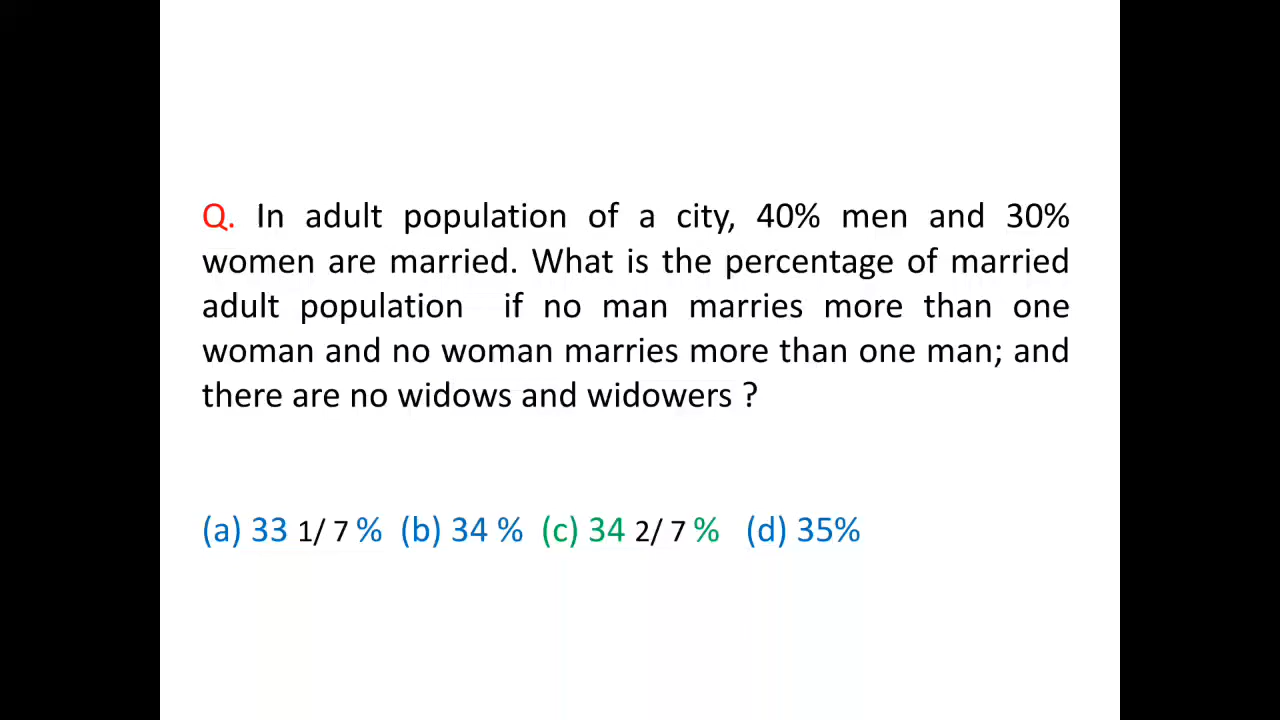 Q. In adult population of a city, 40% men and 30%
women are married. What is the percentage of married
adult population if no man marries more than one
woman and no woman marries more than one man; and
there are no widows and widowers ?
(a) 33 1/ 7 % (b) 34 % (c) 34 2/ 7 % (d) 35%